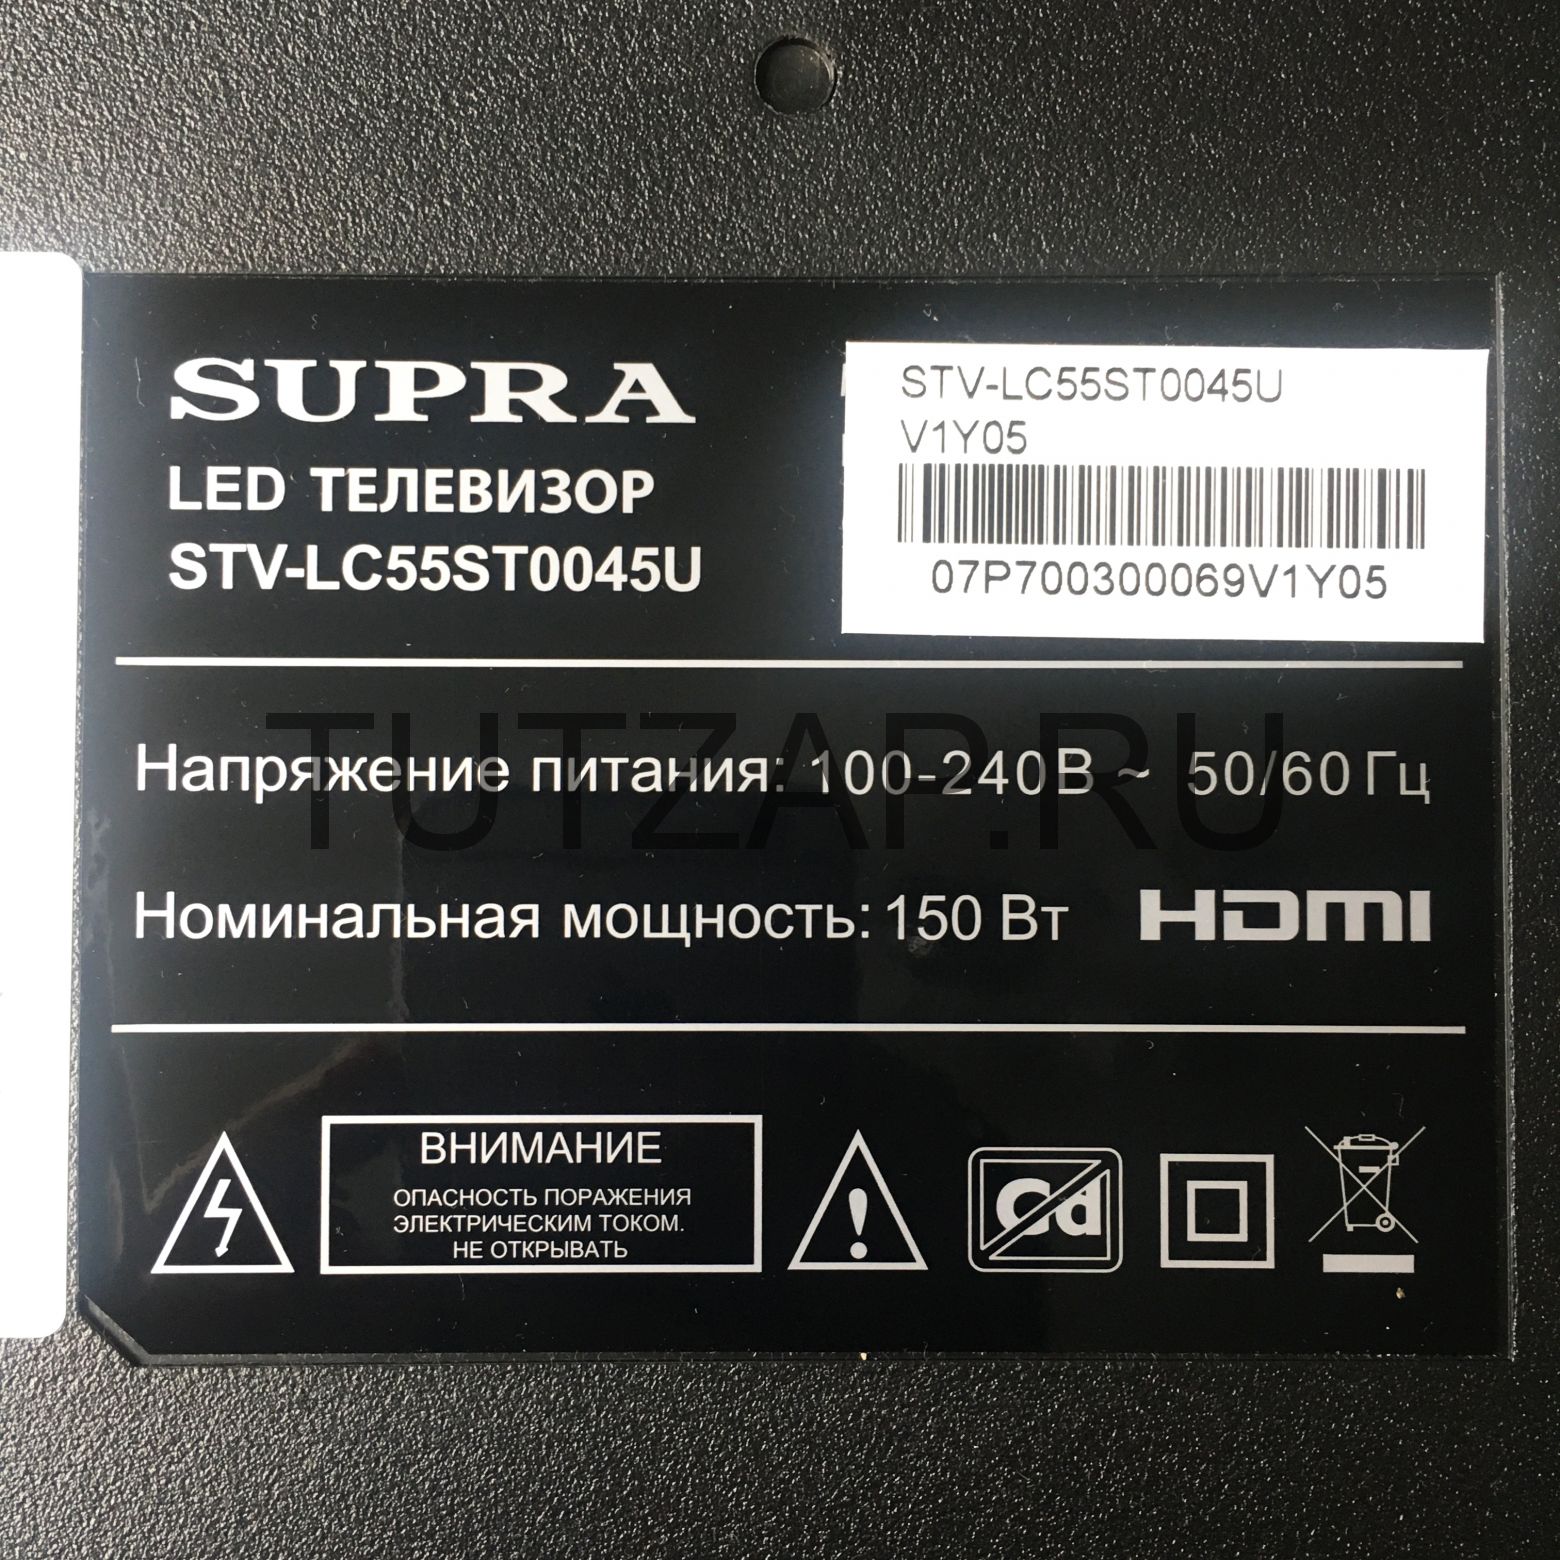 SUPRA
LED ТЕЛЕВИЗОР
STV-LC55ST0045U
STV-LC55ST0045U
V1Y05
07P700300069V1Y05
Напряжение питания: 100-240В ~ 50/60 Гц
TUTZAP.RU
Номинальная мощность: 150 Вт HDMI
ВНИМАНИЕ
ОПАСНОСТЬ ПОРАЖЕНИЯ
ЭЛЕКТРИЧЕСКИМ ТОКОМ.
НЕ ОТКРЫВАТЬ
Cd